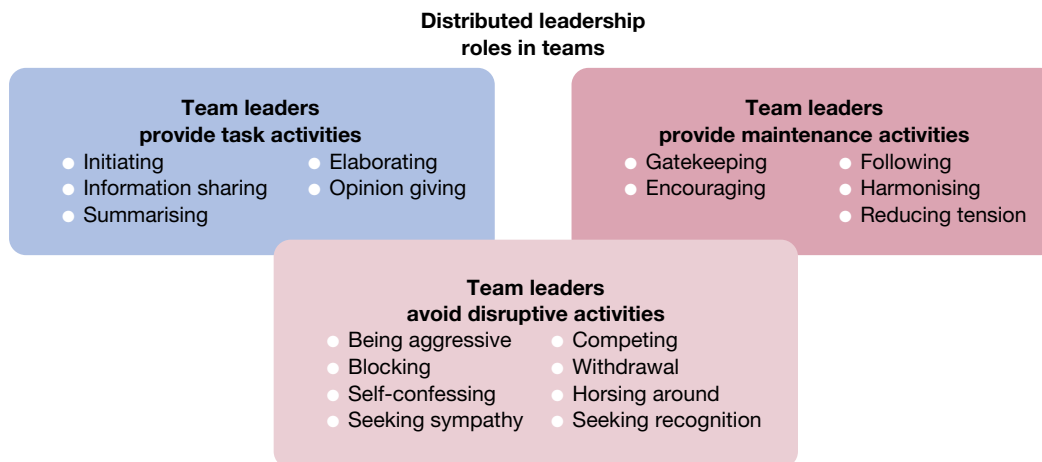 Distributed leadership
roles in teams
Team leaders
provide task activities
Initiating
Information sharing
Summarising
Elaborating
Opinion giving
Team leaders
provide maintenance activities
Gatekeeping
Encouraging
Following
Harmonising
Reducing tension
Team leaders
avoid disruptive activities
Being aggressive
Blocking
Self-confessing
Seeking sympathy
Competing
Withdrawal
Horsing around
Seeking recognition